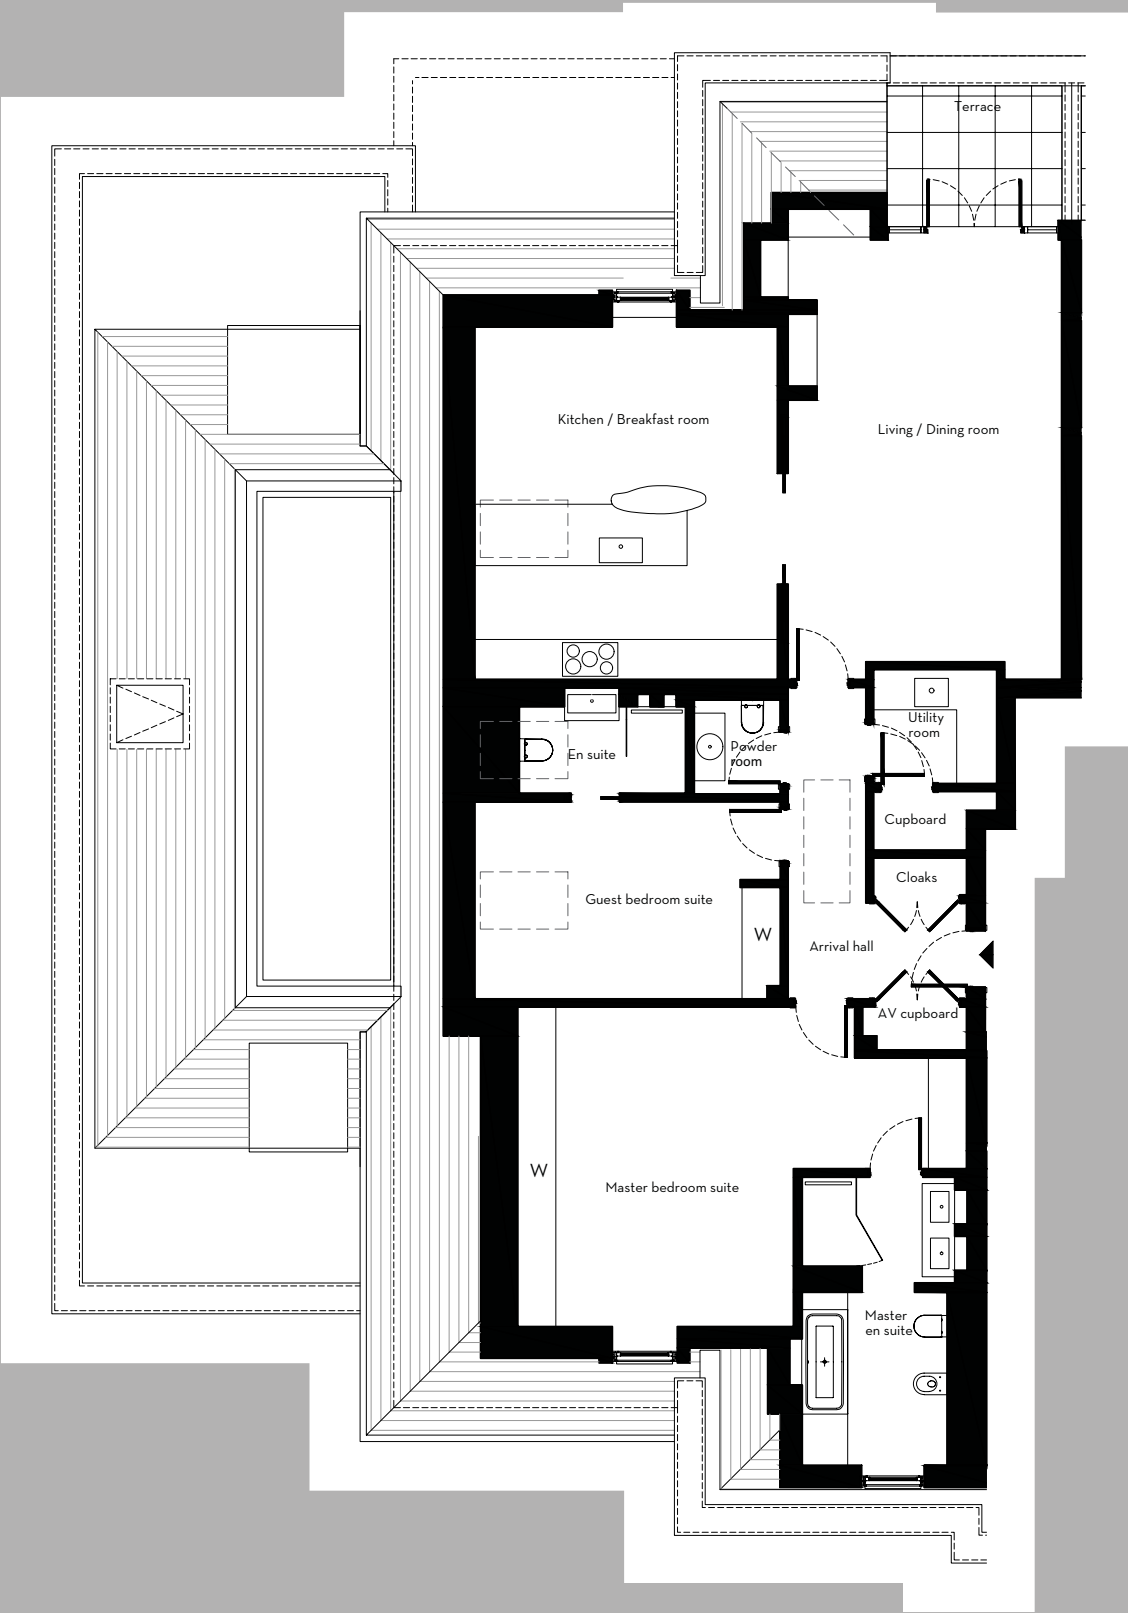 Terrace
Kitchen / Breakfast room
Living / Dining room
Utility
room
Powder
room
En suite
Cupboard
Cloaks
Guest bedroom suite
W
Arrival hall
AV cupboard
W
Master bedroom suite
Master
en suite